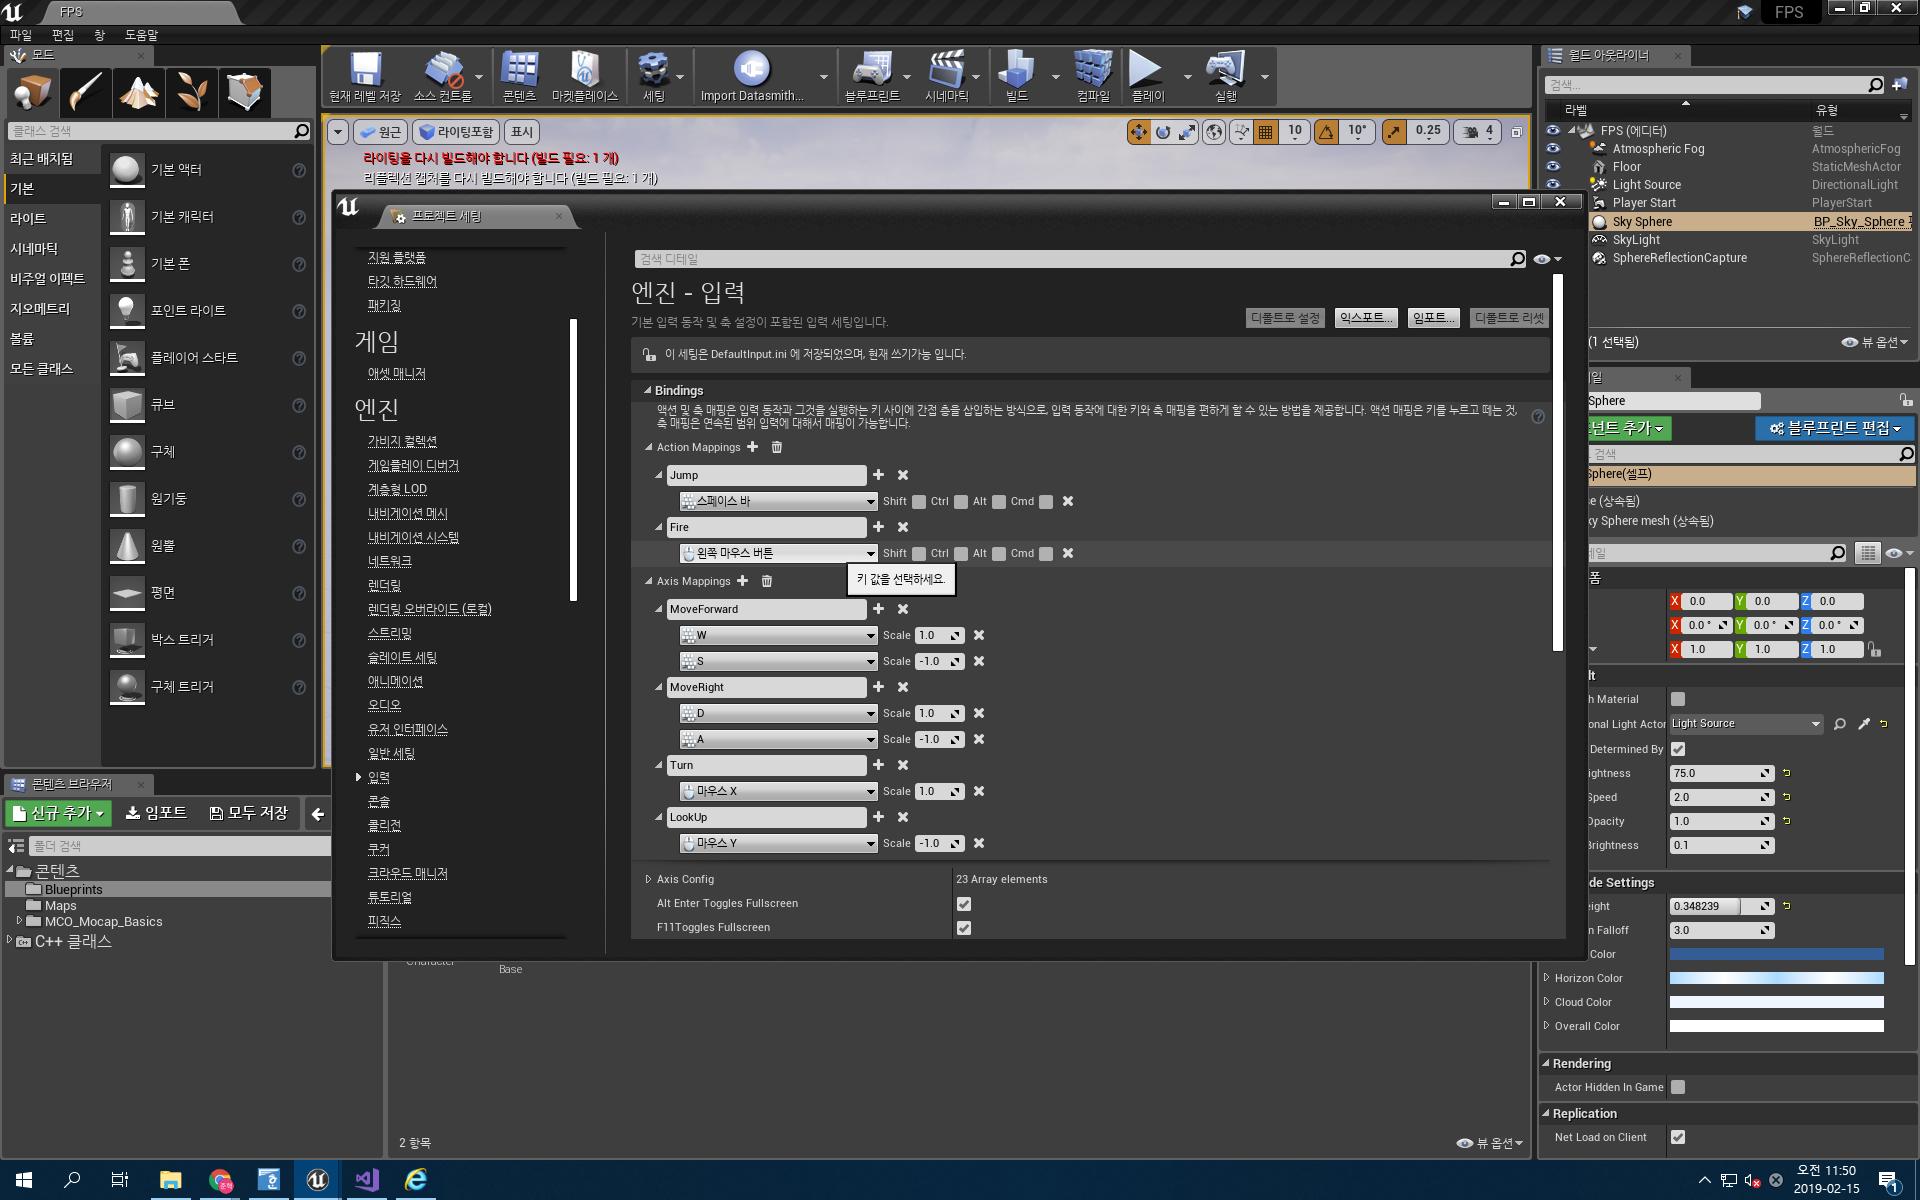 FPS
FPS
파일 편집 창 도움말
모드
현재 레벨 저장 소스 컨트롤 콘텐츠 마켓플레이스 세팅 Import Datasmith... 블루프린트 시네마틱 빌드 컴파일 플레이 실행
클래스 검색
최근 배치됨
기본
라이트
시네마틱
비주얼 이펙트
지오메트리
볼륨
모든 클래스
기본 액터
기본 캐릭터
기본 폰
포인트 라이트
플레이어 스타트
큐브
구체
원기둥
원뿔
평면
박스 트리거
구체 트리거
원근 라이팅포함 표시
10 10° 0.25 4
라이팅을 다시 빌드해야 합니다 (빌드 필요: 1 개)
리플렉션 캡처를 다시 빌드해야 합니다 (빌드 필요: 1 개)
프로젝트 세팅
지원 플랫폼
타깃 하드웨어
패키징
게임
애셋 매니저
엔진
가비지 컬렉션
게임플레이 디버거
계층형 LOD
내비게이션 메시
내비게이션 시스템
네트워크
렌더링
렌더링 오버라이드 (로컬)
스트리밍
슬레이트 세팅
애니메이션
오디오
유저 인터페이스
일반 세팅
입력
콘솔
콜리전
쿠커
크라우드 매니저
튜토리얼
피직스
검색 디테일
엔진 - 입력
기본 입력 동작 및 축 설정이 포함된 입력 세팅입니다.
디폴트로 설정 익스포트... 임포트... 디폴트로 리셋
이 세팅은 DefaultInput.ini 에 저장되었으며, 현재 쓰기가능 입니다.
Bindings
액션 및 축 매핑은 입력 동작과 그것을 실행하는 키 사이에 간접 층을 삽입하는 방식으로, 입력 동작에 대한 키와 축 매핑을 편하게 할 수 있는 방법을 제공합니다. 액션 매핑은 키를 누르고 떼는 것,
축 매핑은 연속된 범위 입력에 대해서 매핑이 가능합니다.
Action Mappings
Jump
스페이스 바 Shift Ctrl Alt Cmd
Fire
왼쪽 마우스 버튼 Shift Ctrl Alt Cmd
키 값을 선택하세요.
Axis Mappings
MoveForward
W Scale 1.0
S Scale -1.0
MoveRight
D Scale 1.0
A Scale -1.0
Turn
마우스 X Scale 1.0
LookUp
마우스 Y Scale -1.0
Axis Config 23 Array elements
Alt Enter Toggles Fullscreen
F11Toggles Fullscreen
월드 아웃라이너
검색...
라벨 유형
FPS (에디터) 월드
Atmospheric Fog AtmosphericFog
Floor StaticMeshActor
Light Source DirectionalLight
Player Start PlayerStart
Sky Sphere BP_Sky_Sphere
SkyLight SkyLight
SphereReflectionCapture SphereReflectionC
(1 선택됨) 뷰 옵션
일
Sphere
넌트 추가 블루프린트 편집
검색
Sphere(셀프)
e (상속됨)
ky Sphere mesh (상속됨)
테일
폼
X 0.0 Y 0.0 Z 0.0
X 0.0 ° Y 0.0 ° Z 0.0 °
X 1.0 Y 1.0 Z 1.0
lt
h Material
onal Light Actor Light Source
Determined By
ightness 75.0
Speed 2.0
Opacity 1.0
Brightness 0.1
de Settings
eight 0.348239
n Falloff 3.0
Color
Horizon Color
Cloud Color
Overall Color
Rendering
Actor Hidden In Game
Replication
Net Load on Client
콘텐츠 브라우저
신규 추가 임포트 모두 저장
폴더 검색
콘텐츠
Blueprints
Maps
MCO_Mocap_Basics
C++ 클래스
Character Base
2 항목 뷰 옵션
오전 11:50
2019-02-15
1